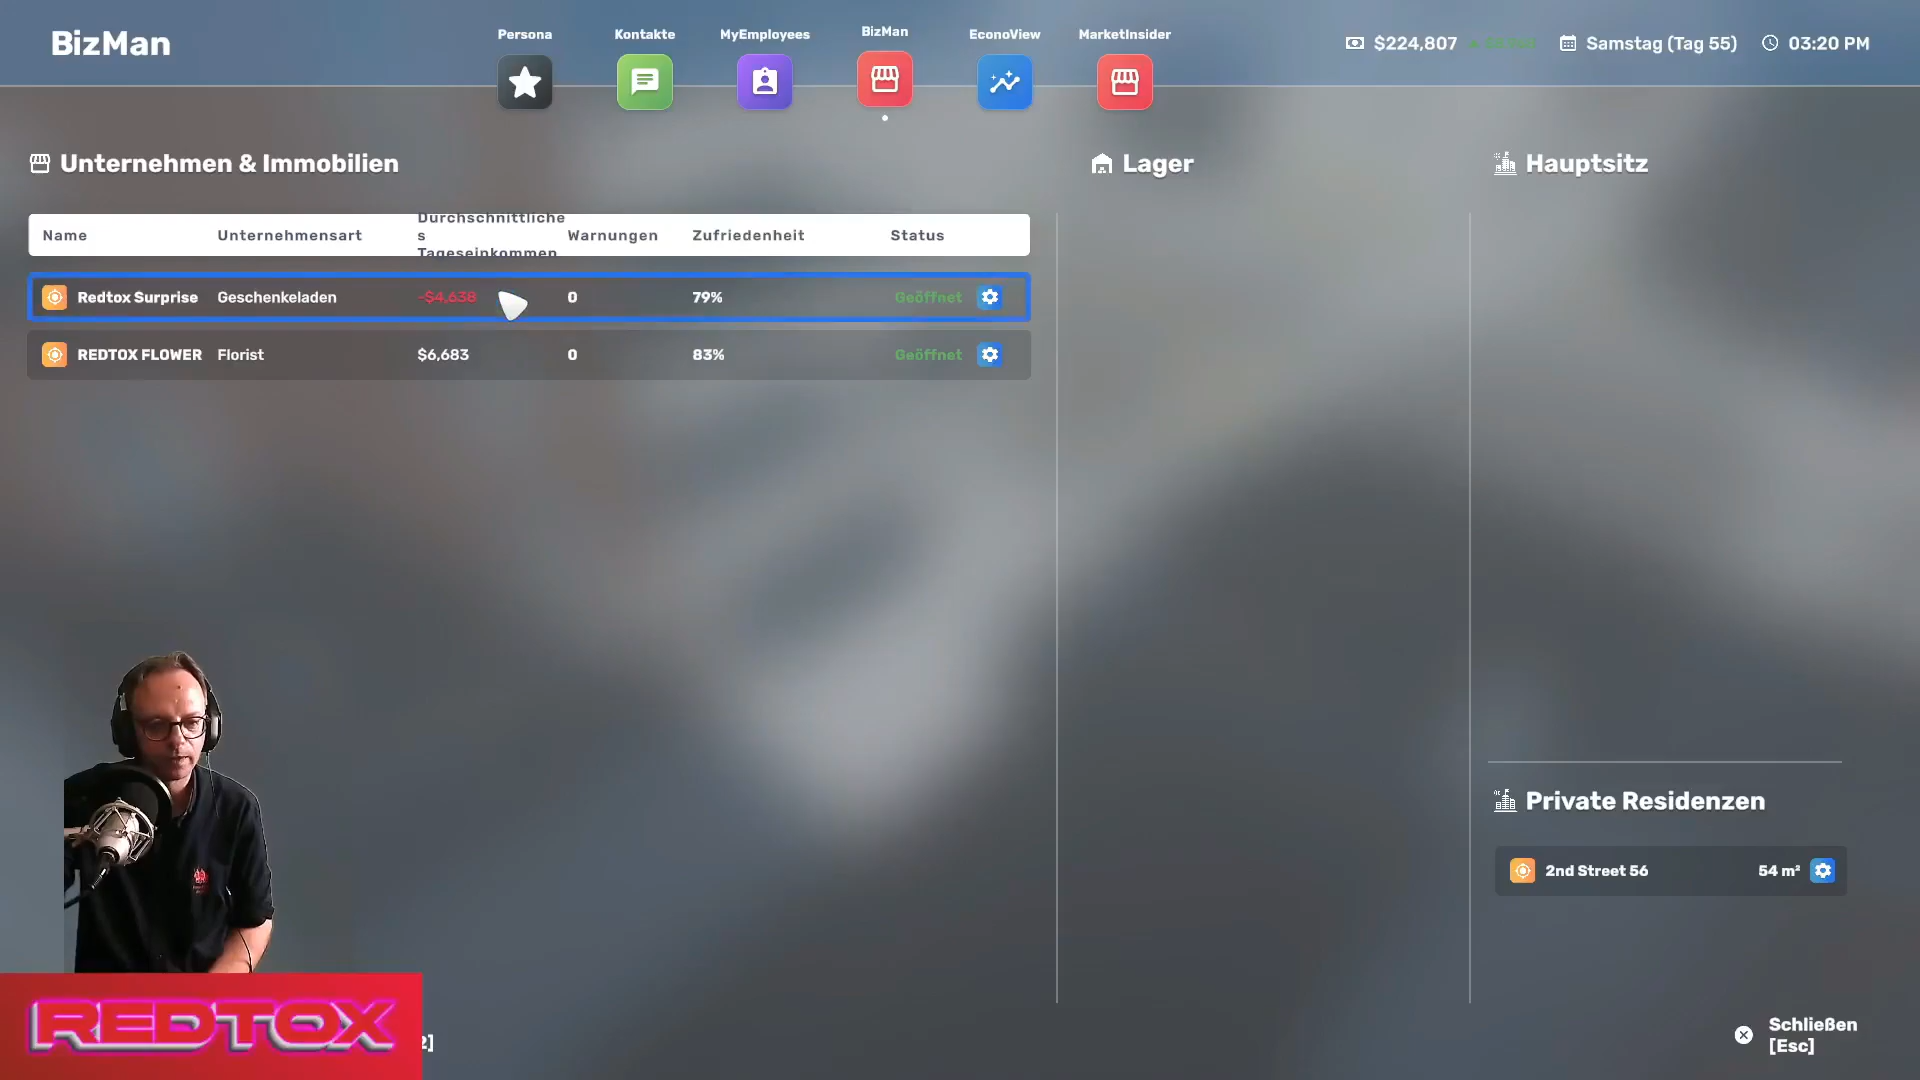 BizMan
Persona
Kontakte
MyEmployees
BizMan
EconoView
MarketInsider
$224,807
Samstag (Tag 55)
03:20 PM
Unternehmen & Immobilien
Lager
Hauptsitz
Name
Unternehmensart
Durchschnittliche
s
Tageseinkommen
Warnungen
Zufriedenheit
Status
Redtox Surprise
Geschenkeladen
-$4,638
0
79%
Geöffnet
REDTOX FLOWER
Florist
$6,683
0
83%
Geöffnet
Private Residenzen
2nd Street 56
54 m²
REDTOX
2]
Schließen
[Esc]